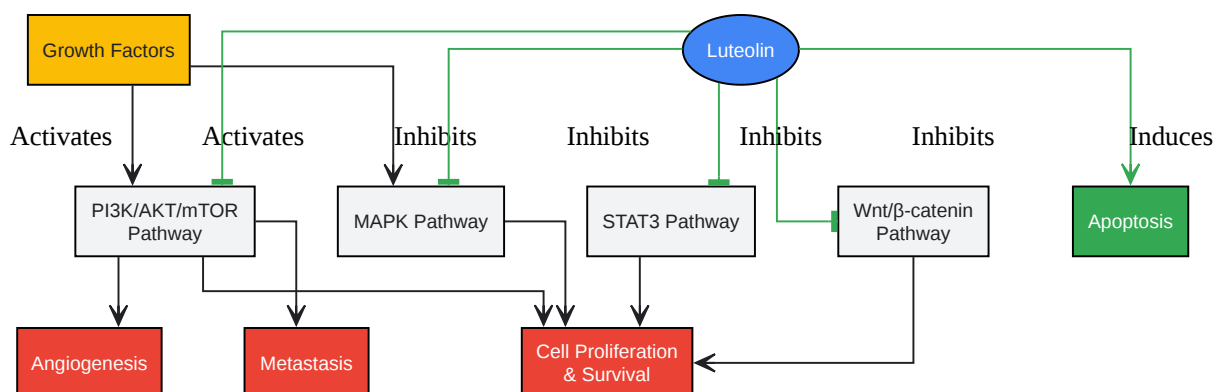 Growth Factors
Luteolin
Activates
Activates
Inhibits
Inhibits
Inhibits
Inhibits
Induces
PI3K/AKT/mTOR
Pathway
MAPK Pathway
STAT3 Pathway
Wnt/β-catenin
Pathway
Apoptosis
Angiogenesis
Metastasis
Cell Proliferation
& Survival